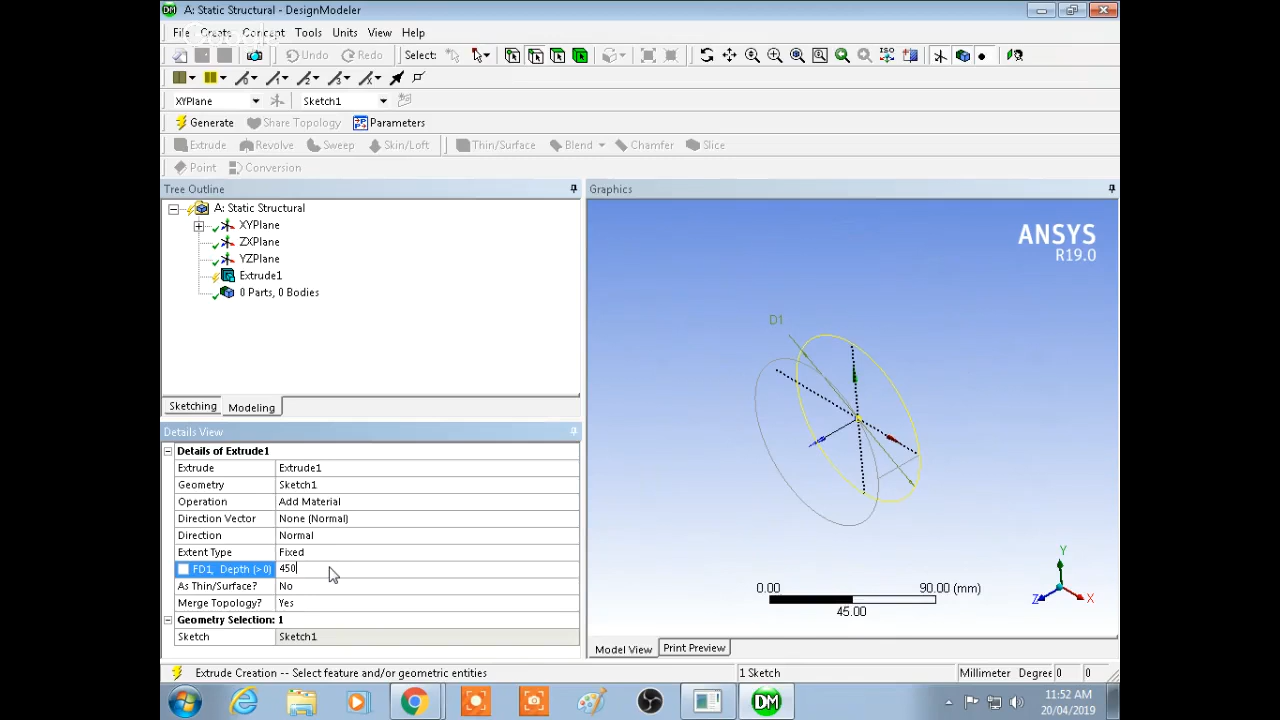 A: Static Structural - DesignModeler
File Create Concept Tools Units View Help
Undo Redo Select:
XYPlane Sketch1
Generate Share Topology Parameters
Extrude Revolve Sweep Skin/Loft Thin/Surface Blend Chamfer Slice
Point Conversion
Tree Outline
A: Static Structural
XYPlane
ZXPlane
YZPlane
Extrude1
0 Parts, 0 Bodies
Sketching Modeling
Details View
Details of Extrude1
Extrude Extrude1
Geometry Sketch1
Operation Add Material
Direction Vector None (Normal)
Direction Normal
Extent Type Fixed
FD1, Depth (>0) 450
As Thin/Surface? No
Merge Topology? Yes
Geometry Selection: 1
Sketch Sketch1
Graphics
ANSYS
R19.0
D1
0.00 90.00 (mm)
45.00
Y
Z X
Model View Print Preview
Extrude Creation -- Select feature and/or geometric entities 1 Sketch Millimeter Degree 0 0
DM
11:52 AM
20/04/2019